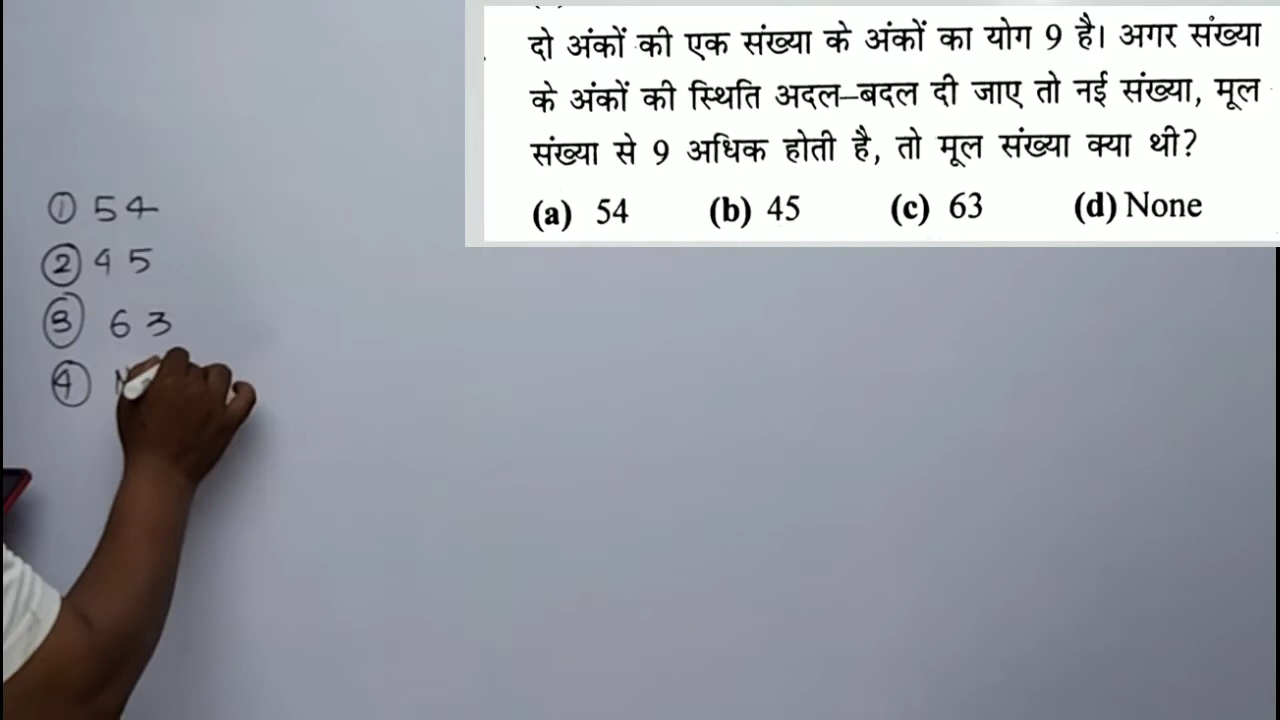 दो अंकों की एक संख्या के अंकों का योग 9 है। अगर संख्या
के अंकों की स्थिति अदल–बदल दी जाए तो नई संख्या, मूल
संख्या से 9 अधिक होती है, तो मूल संख्या क्या थी?
(a) 54 (b) 45 (c) 63 (d) None
① 54
② 45
③ 63
④ N